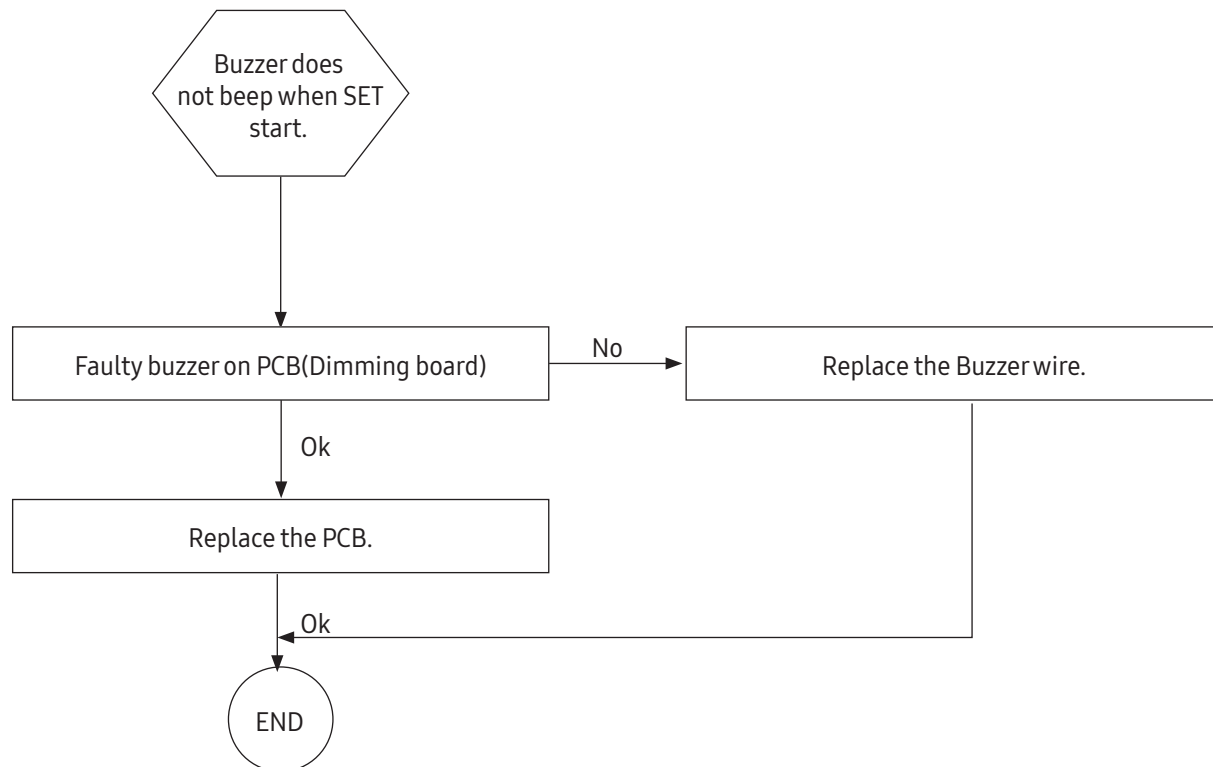 Buzzer does
not beep when SET
start.
Faulty buzzer on PCB(Dimming board)
No
Replace the Buzzer wire.
Ok
Replace the PCB.
Ok
END